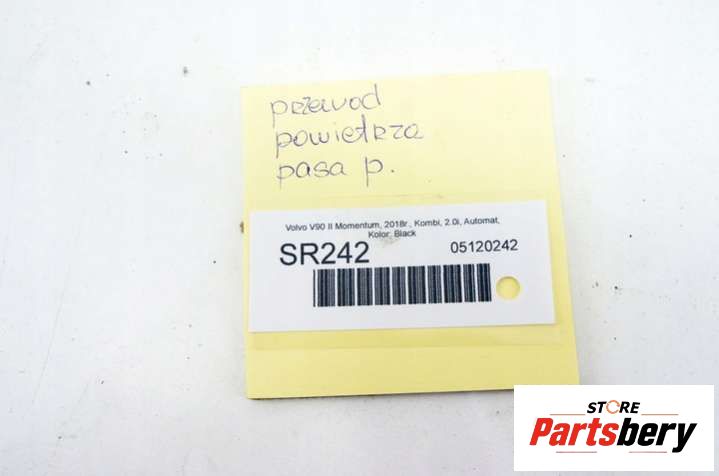 przewod
powietrza
pasa p.
Volvo V90 II Momentum, 2018r., Kombi, 2.0i, Automat,
Kolor: Black
SR242 05120242
STORE
Partsbery